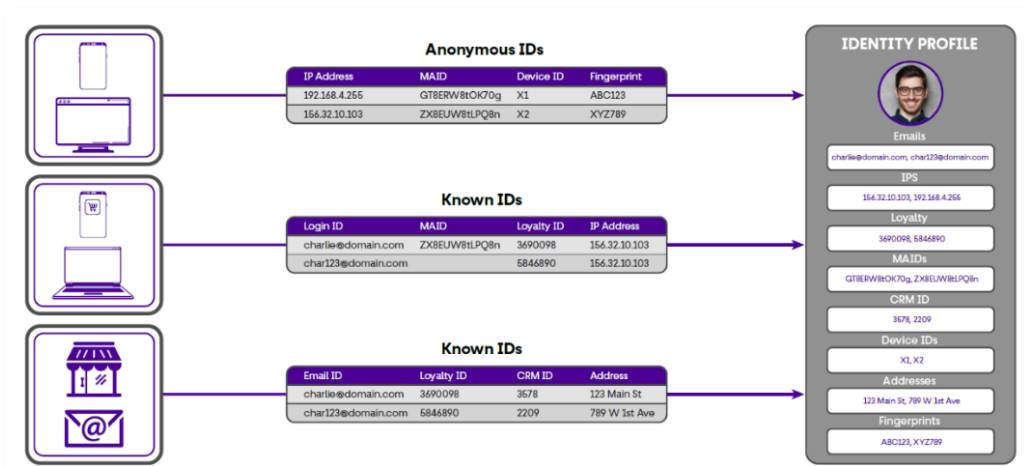 Anonymous IDs
IP Address MAID Device ID Fingerprint
192.168.4.255 GT8ERW8tOK70g X1 ABC123
156.32.10.103 ZX8EUW8tLPQ8n X2 XYZ789
Known IDs
Login ID MAID Loyalty ID IP Address
charlie@domain.com ZX8EUW8tLPQ8n 3690098 156.32.10.103
char123@domain.com 5846890 156.32.10.103
Known IDs
Email ID Loyalty ID CRM ID Address
charlie@domain.com 3690098 3578 123 Main St
char123@domain.com 5846890 2209 789 W 1st Ave
IDENTITY PROFILE
Emails
charlie@domain.com, char123@domain.com
IPS
156.32.10.103, 192.168.4.255
Loyalty
3690098, 5846890
MAIDs
GT8ERW8tOK70g, ZX8EUW8tLPQ8n
CRM ID
3578, 2209
Device IDs
X1, X2
Addresses
123 Main St, 789 W 1st Ave
Fingerprints
ABC123, XYZ789